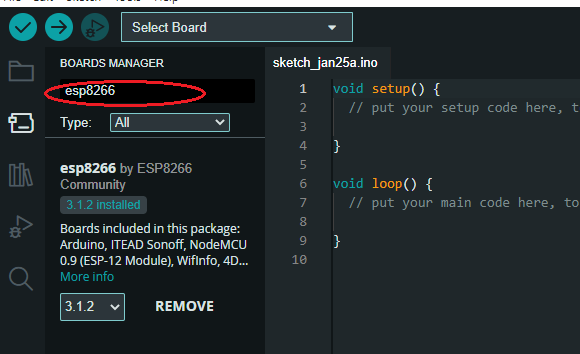 Select Board
BOARDS MANAGER
esp8266
Type: All
esp8266 by ESP8266
Community
3.1.2 installed
Boards included in this package:
Arduino, ITEAD Sonoff, NodeMCU
0.9 (ESP-12 Module), WifInfo, 4D...
More info
3.1.2 REMOVE
sketch_jan25a.ino
1 void setup() {
2 // put your setup code here, t
3
4 }
5
6 void loop() {
7 // put your main code here, to
8
9 }
10